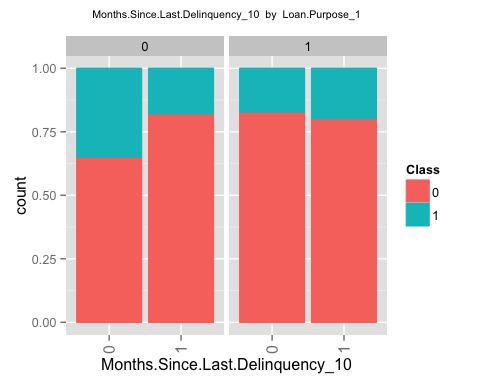 Months.Since.Last.Delinquency_10 by Loan.Purpose_1
0 1
1.00
0.75
0.50
0.25
0.00
count
0 1 0 1
Months.Since.Last.Delinquency_10
Class
0
1